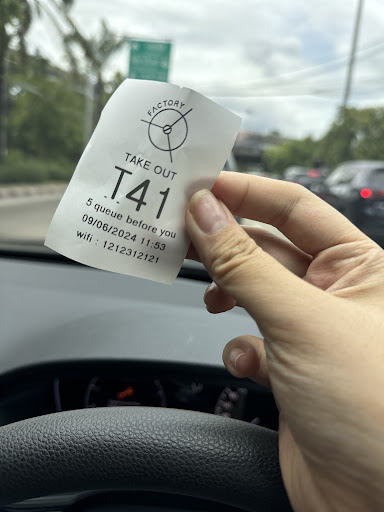 FACTORY
TAKE OUT
T41
5 queue before you
09/06/2024 11:53
wifi : 1212312121